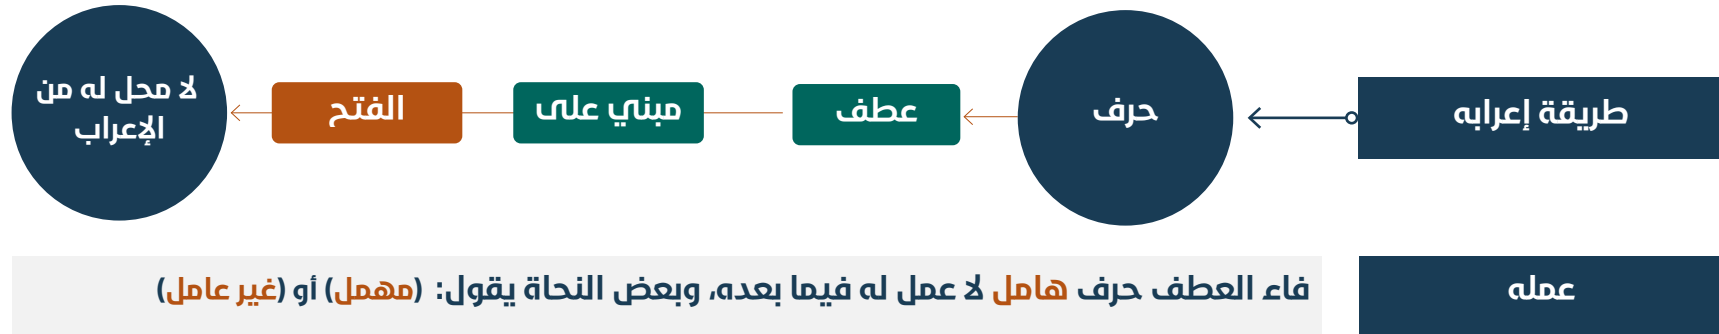 طريقة إعرابه
حرف
عطف
مبني على
الفتح
لا محل له من
الإعراب
عمله
فاء العطف حرف هامل لا عمل له فيما بعده، وبعض النحاة يقول: (مهمل) أو (غير عامل)